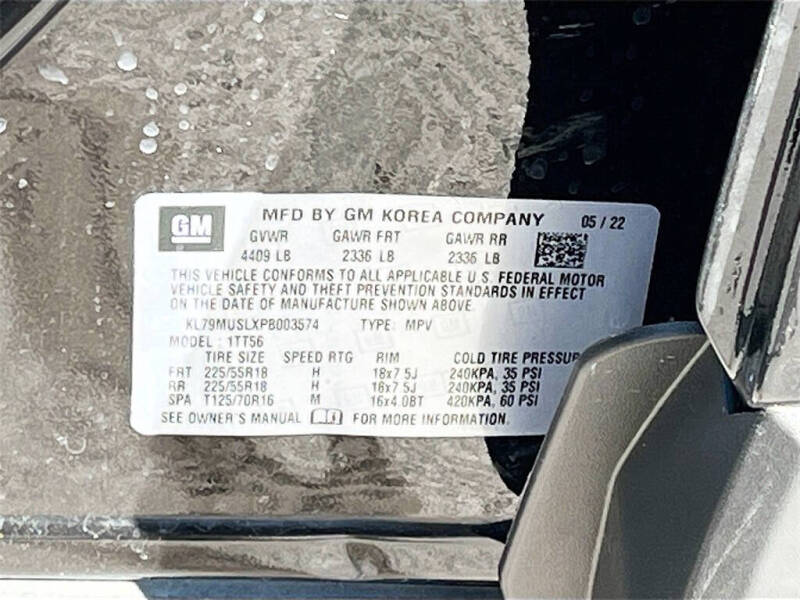 GM MFD BY GM KOREA COMPANY 05 / 22
GVWR GAWR FRT GAWR RR
4409 LB 2336 LB 2336 LB
THIS VEHICLE CONFORMS TO ALL APPLICABLE U.S. FEDERAL MOTOR
VEHICLE SAFETY AND THEFT PREVENTION STANDARDS IN EFFECT
ON THE DATE OF MANUFACTURE SHOWN ABOVE.
KL79MUSLXPB003574 TYPE: MPV
MODEL: 1TT56
TIRE SIZE SPEED RTG RIM COLD TIRE PRESSUR
FRT 225/55R18 H 18x7.5J 240KPA, 35 PSI
RR 225/55R18 H 18x7.5J 240KPA, 35 PSI
SPA T125/70R16 M 16x4.0BT 420KPA, 60 PSI
SEE OWNER'S MANUAL FOR MORE INFORMATION